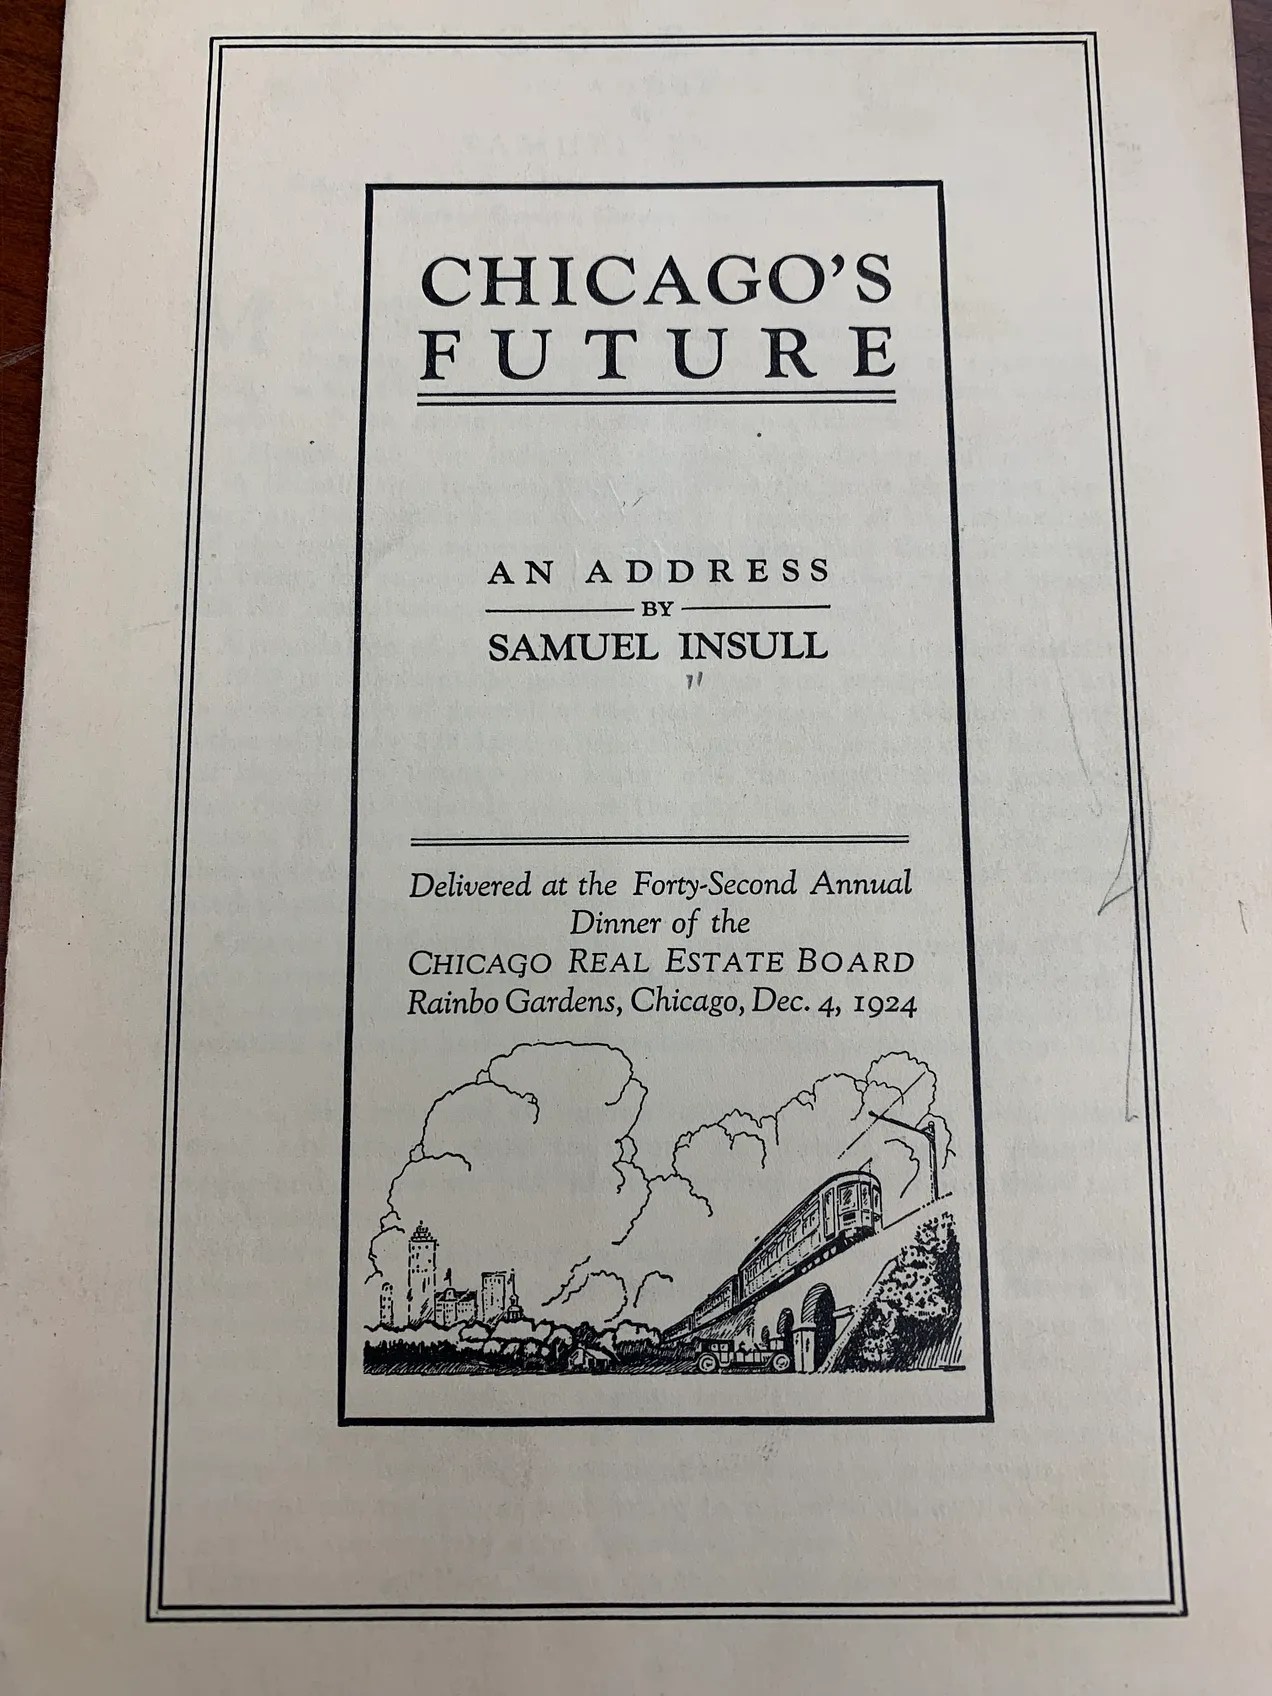 CHICAGO'S
FUTURE
AN ADDRESS
BY
SAMUEL INSULL
"
Delivered at the Forty-Second Annual
Dinner of the
CHICAGO REAL ESTATE BOARD
Rainbo Gardens, Chicago, Dec. 4, 1924